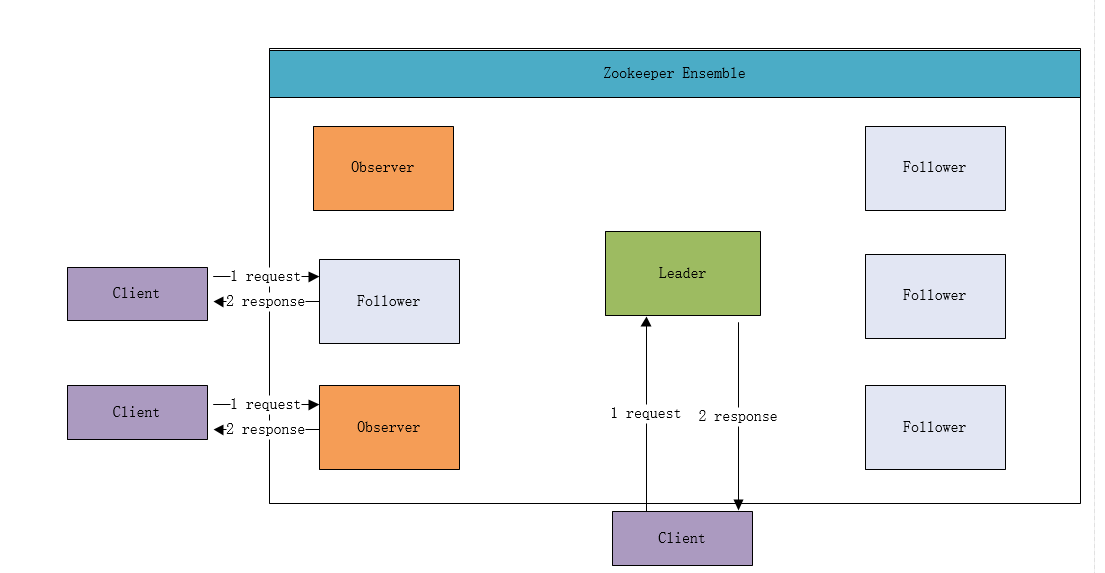 Zookeeper Ensemble
Observer
Follower
Leader
Client
1 request
2 response
Follower
Follower
Client
1 request
2 response
Observer
1 request
2 response
Follower
Client